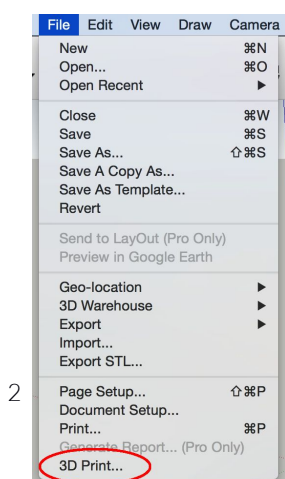 File Edit View Draw Camera
New ⌘N
Open... ⌘O
Open Recent ▶
Close ⌘W
Save ⌘S
Save As... ⇧⌘S
Save A Copy As...
Save As Template...
Revert
Send to LayOut (Pro Only)
Preview in Google Earth
Geo-location ▶
3D Warehouse ▶
Export ▶
Import...
Export STL...
2
Page Setup... ⇧⌘P
Document Setup...
Print... ⌘P
Generate Report... (Pro Only)
3D Print...